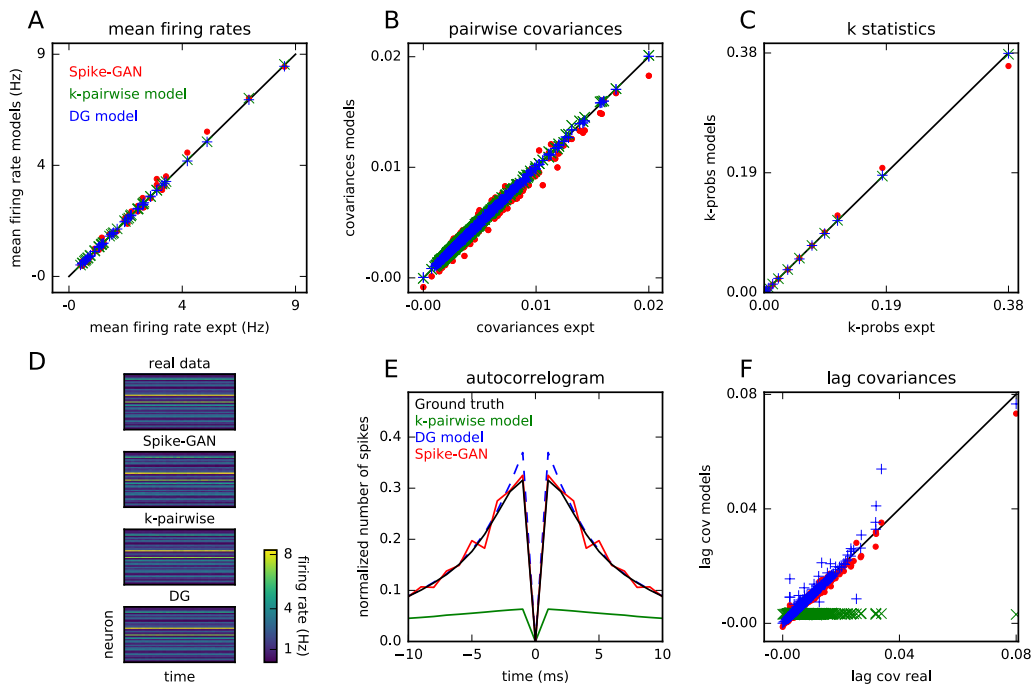 A
mean firing rates
mean firing rate models (Hz)
9
4
-0
Spike-GAN
k-pairwise model
DG model
-0
4
9
mean firing rate expt (Hz)
B
pairwise covariances
covariances models
0.02
0.01
-0.00
-0.00
0.01
0.02
covariances expt
C
k statistics
k-probs models
0.38
0.19
0.00
0.00
0.19
0.38
k-probs expt
D
real data
Spike-GAN
k-pairwise
DG
neuron
time
8
4
1
firing rate (Hz)
E
autocorrelogram
normalized number of spikes
Ground truth
k-pairwise model
DG model
Spike-GAN
0.4
0.3
0.2
0.1
0.0
-10
-5
0
5
10
time (ms)
F
lag covariances
lag cov models
0.08
0.04
-0.00
-0.00
0.04
0.08
lag cov real